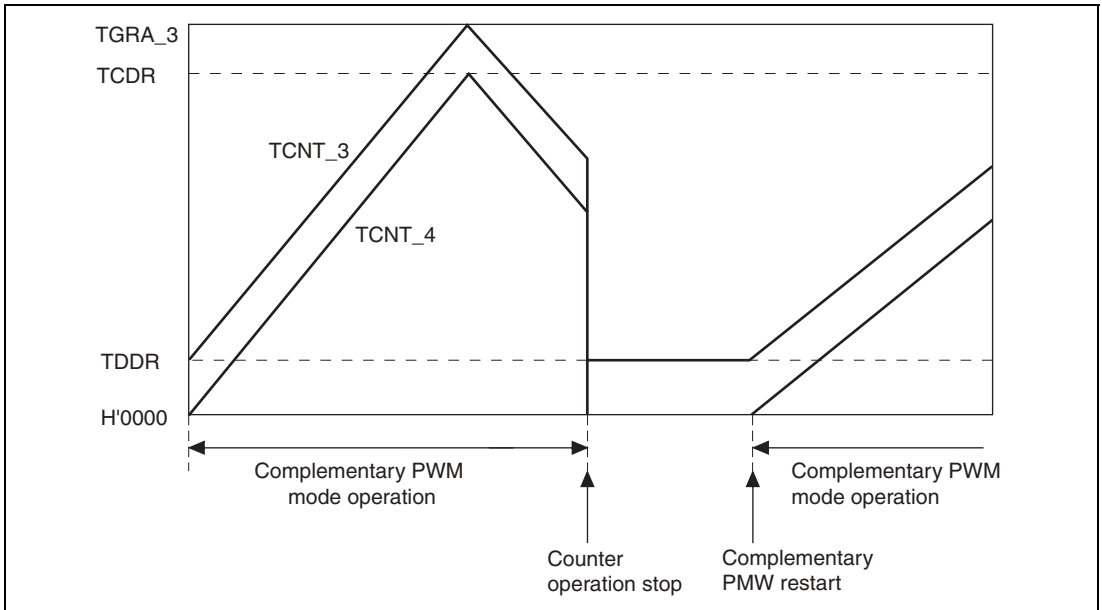 TGRA_3
TCDR
TCNT_3
TCNT_4
TDDR
H'0000
Complementary PWM
mode operation
Complementary PWM
mode operation
Counter
operation stop
Complementary
PMW restart